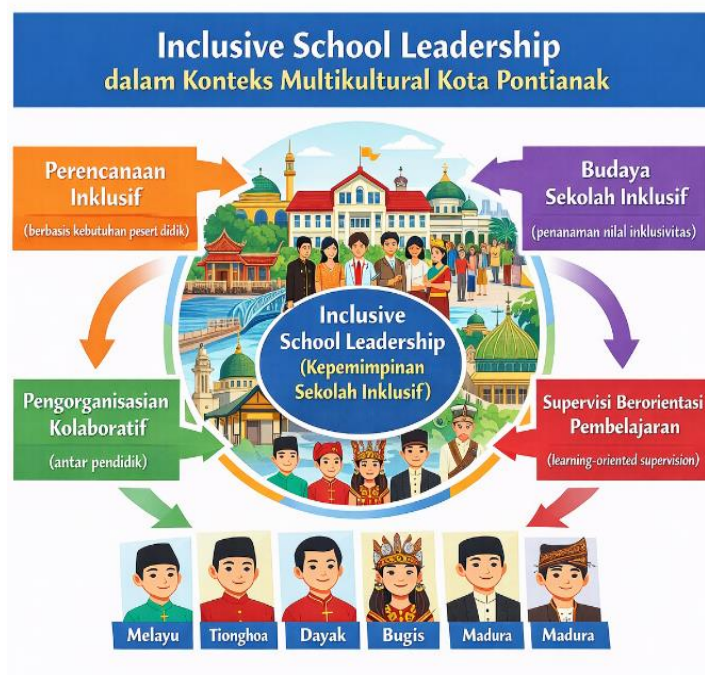 Inclusive School Leadership
dalam Konteks Multikultural Kota Pontianak
Perencanaan
Inklusif
(berbasis kebutuhan pesert didik)
Budaya
Sekolah Inklusif
(penanaman nilal inklusivitas)
Inclusive
School Leadership
(Kepemimpinan
Sekolah Inklusif)
Pengorganisasian
Kolaboratif
(antar pendidik)
Supervisi Berorientasi
Pembelajaran
(learning-oriented supervision)
Melayu
Tionghoa
Dayak
Bugis
Madura
Madura